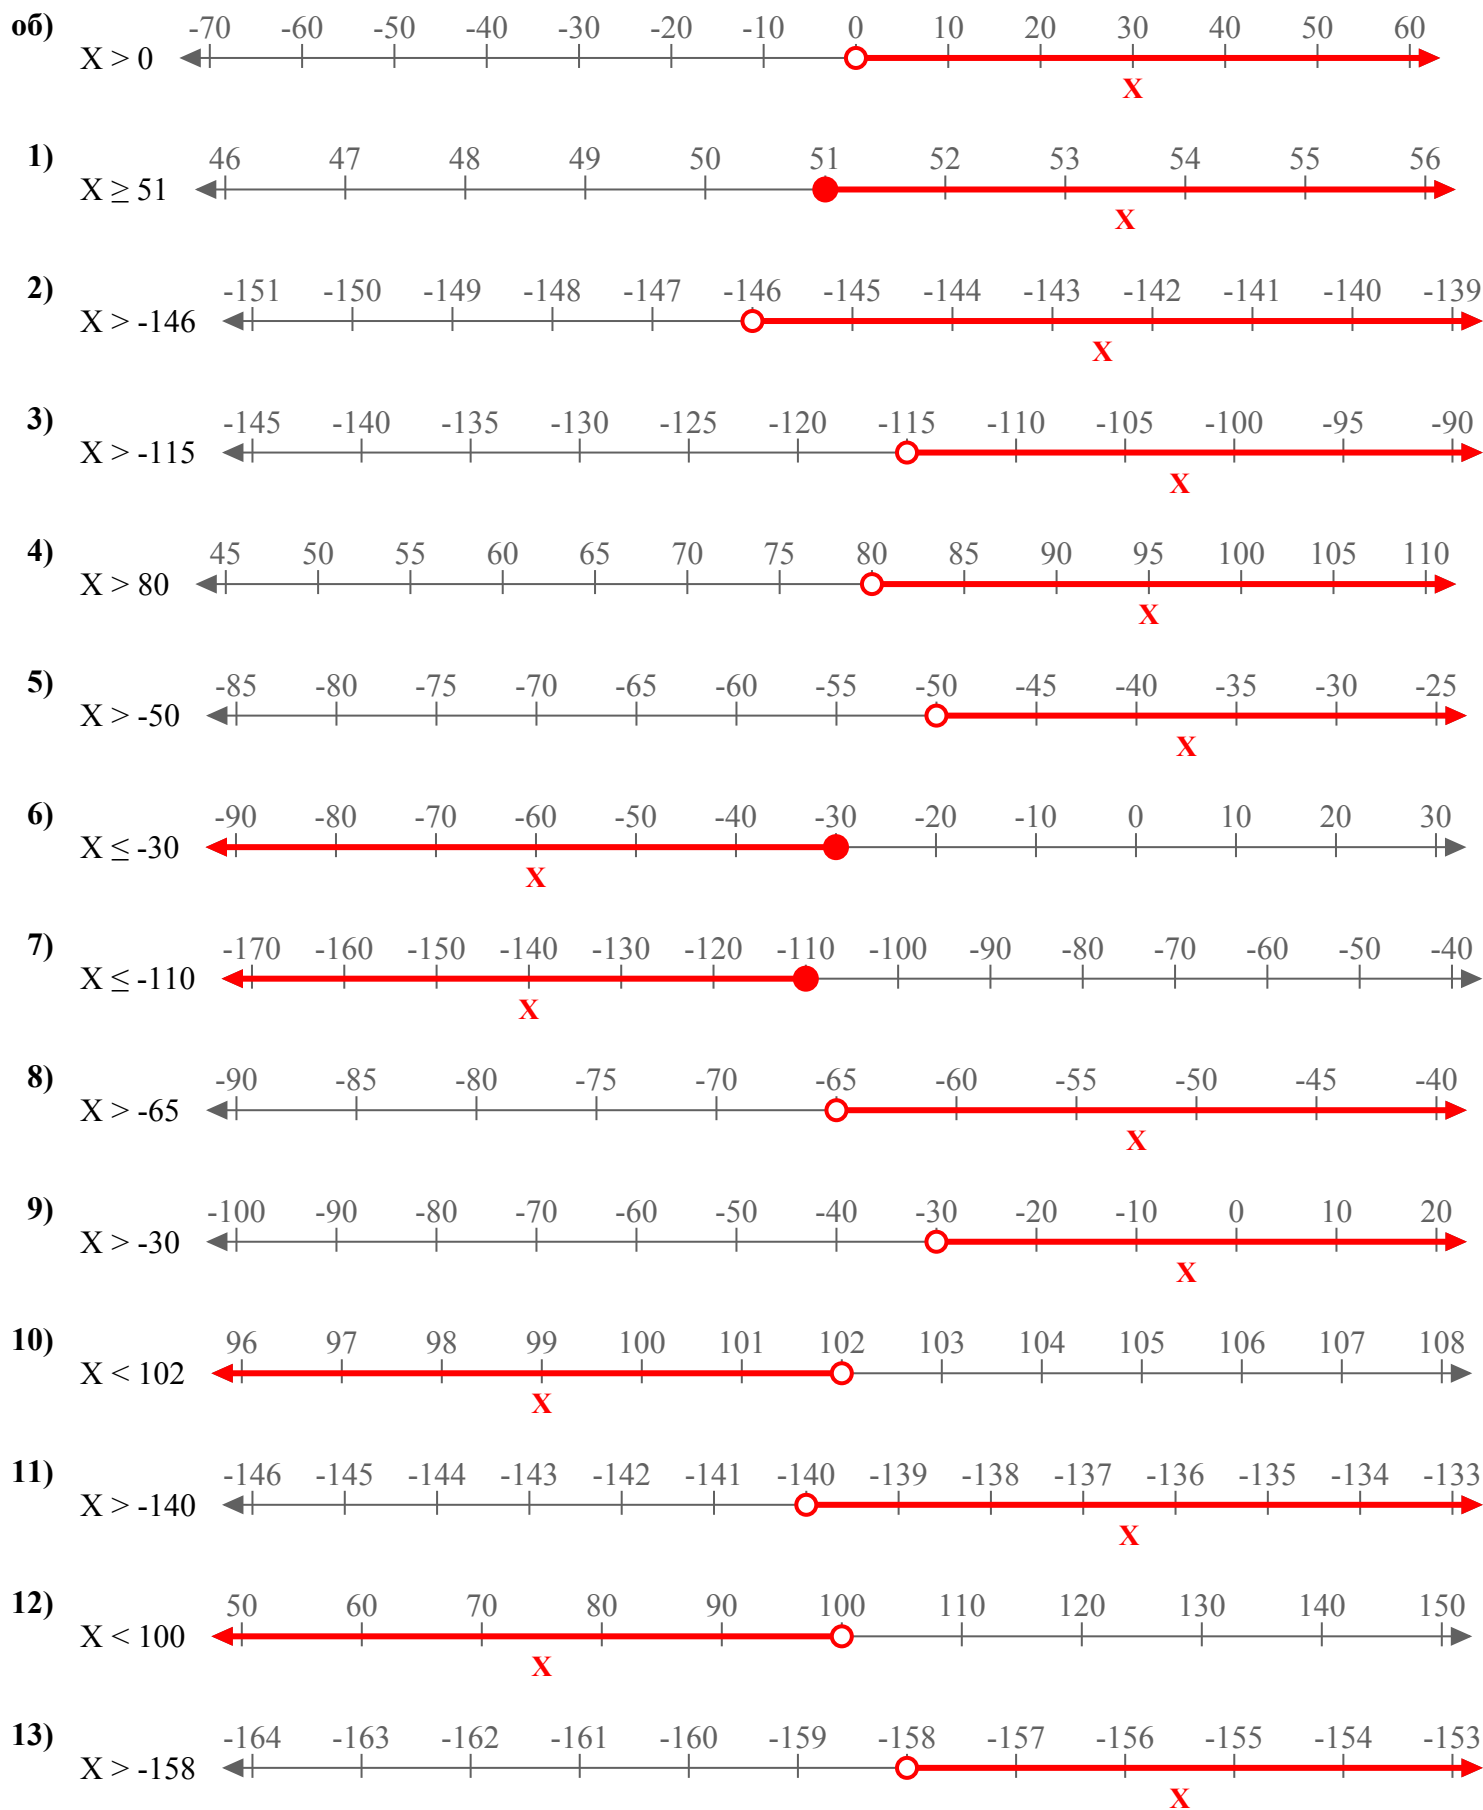 об) -70 -60 -50 -40 -30 -20 -10 0 10 20 30 40 50 60
X > 0
X
1) 46 47 48 49 50 51 52 53 54 55 56
X ≥ 51
X
2) -151 -150 -149 -148 -147 -146 -145 -144 -143 -142 -141 -140 -139
X > -146
X
3) -145 -140 -135 -130 -125 -120 -115 -110 -105 -100 -95 -90
X > -115
X
4) 45 50 55 60 65 70 75 80 85 90 95 100 105 110
X > 80
X
5) -85 -80 -75 -70 -65 -60 -55 -50 -45 -40 -35 -30 -25
X > -50
X
6) -90 -80 -70 -60 -50 -40 -30 -20 -10 0 10 20 30
X ≤ -30
X
7) -170 -160 -150 -140 -130 -120 -110 -100 -90 -80 -70 -60 -50 -40
X ≤ -110
X
8) -90 -85 -80 -75 -70 -65 -60 -55 -50 -45 -40
X > -65
X
9) -100 -90 -80 -70 -60 -50 -40 -30 -20 -10 0 10 20
X > -30
X
10) 96 97 98 99 100 101 102 103 104 105 106 107 108
X < 102
X
11) -146 -145 -144 -143 -142 -141 -140 -139 -138 -137 -136 -135 -134 -133
X > -140
X
12) 50 60 70 80 90 100 110 120 130 140 150
X < 100
X
13) -164 -163 -162 -161 -160 -159 -158 -157 -156 -155 -154 -153
X > -158
X